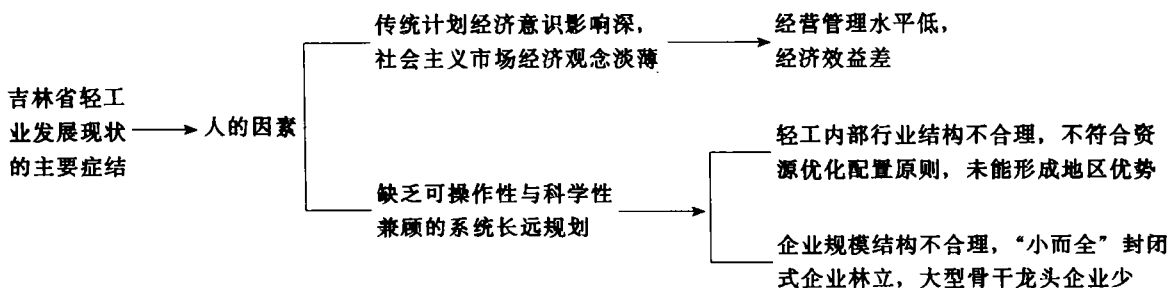 吉林省轻工
业发展现状
的主要症结
人的因素
传统计划经济意识影响深，
社会主义市场经济观念淡薄
经营管理水平低，
经济效益差
缺乏可操作性与科学性
兼顾的系统长远规划
轻工内部行业结构不合理，不符合资
源优化配置原则，未能形成地区优势
企业规模结构不合理，“小而全”封闭
式企业林立，大型骨干龙头企业少